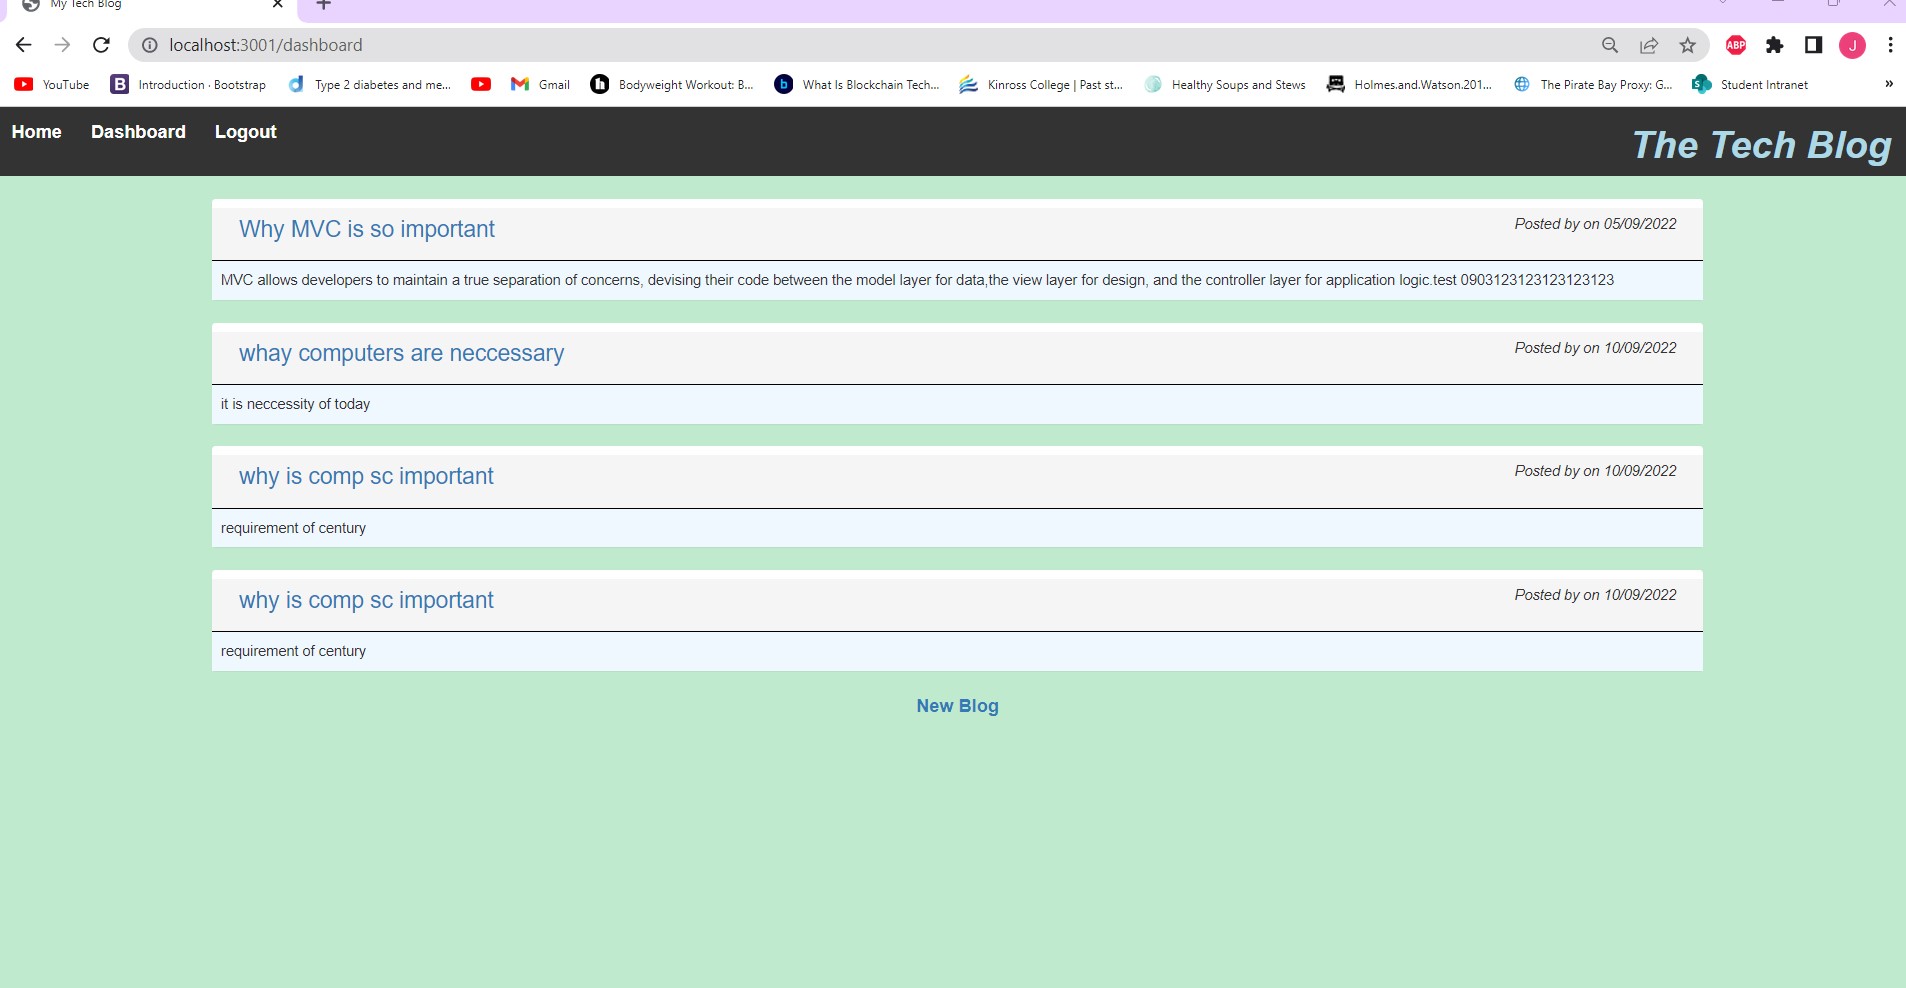 My Tech Blog
localhost:3001/dashboard
ABP
J
YouTube B Introduction · Bootstrap d Type 2 diabetes and me... Gmail h Bodyweight Workout: B... b What Is Blockchain Tech... Kinross College | Past st... Healthy Soups and Stews Holmes.and.Watson.201... The Pirate Bay Proxy: G... S Student Intranet »
Home Dashboard Logout
The Tech Blog
Why MVC is so important
Posted by on 05/09/2022
MVC allows developers to maintain a true separation of concerns, devising their code between the model layer for data,the view layer for design, and the controller layer for application logic.test 0903123123123123123
whay computers are neccessary
Posted by on 10/09/2022
it is neccessity of today
why is comp sc important
Posted by on 10/09/2022
requirement of century
why is comp sc important
Posted by on 10/09/2022
requirement of century
New Blog